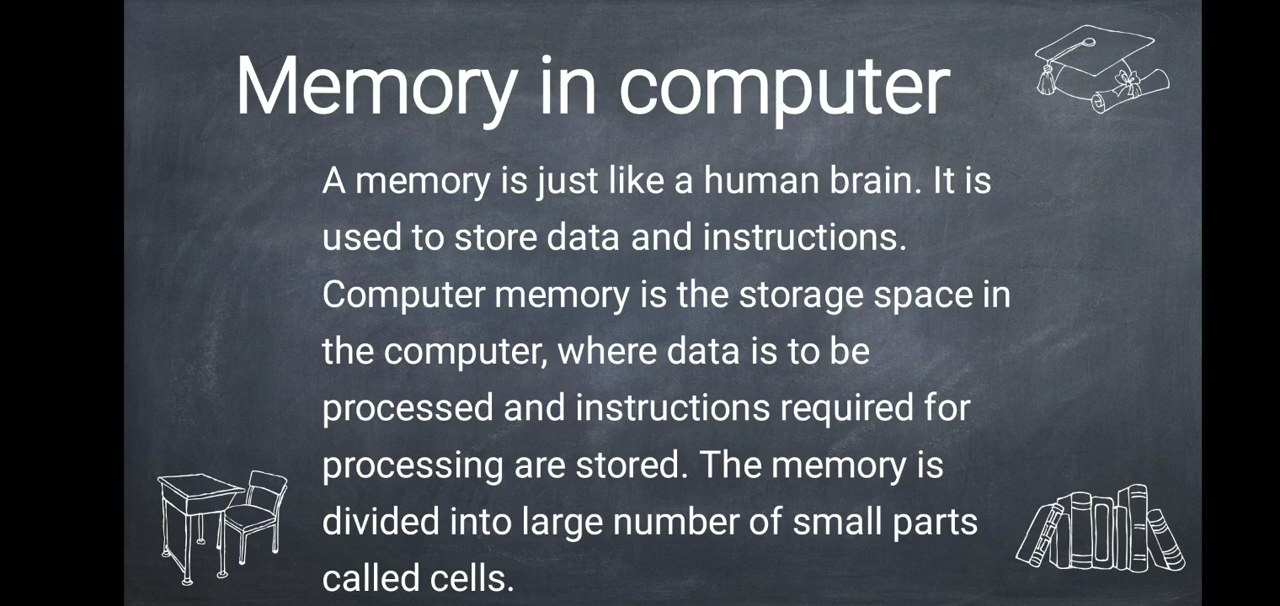 Memory in computer
A memory is just like a human brain. It is
used to store data and instructions.
Computer memory is the storage space in
the computer, where data is to be
processed and instructions required for
processing are stored. The memory is
divided into large number of small parts
called cells.